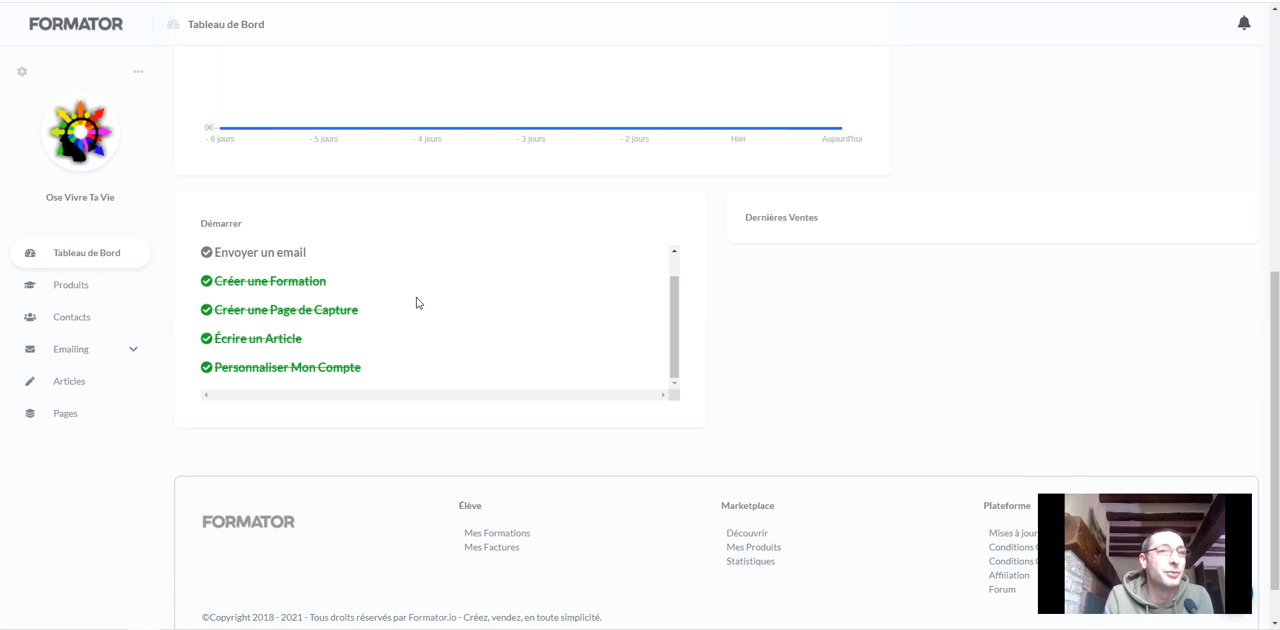 FORMATOR
Tableau de Bord
Ose Vivre Ta Vie
Tableau de Bord
Produits
Contacts
Emailing
Articles
Pages
0€
- 6 jours
- 5 jours
- 4 jours
- 3 jours
- 2 jours
Hier
Aujourd'hui
Démarrer
Envoyer un email
Créer une Formation
Créer une Page de Capture
Écrire un Article
Personnaliser Mon Compte
Dernières Ventes
FORMATOR
Élève
Mes Formations
Mes Factures
Marketplace
Découvrir
Mes Produits
Statistiques
Plateforme
Mises à jour
Conditions
Conditions
Affiliation
Forum
©Copyright 2018 - 2021 - Tous droits réservés par Formator.io - Créez, vendez, en toute simplicité.